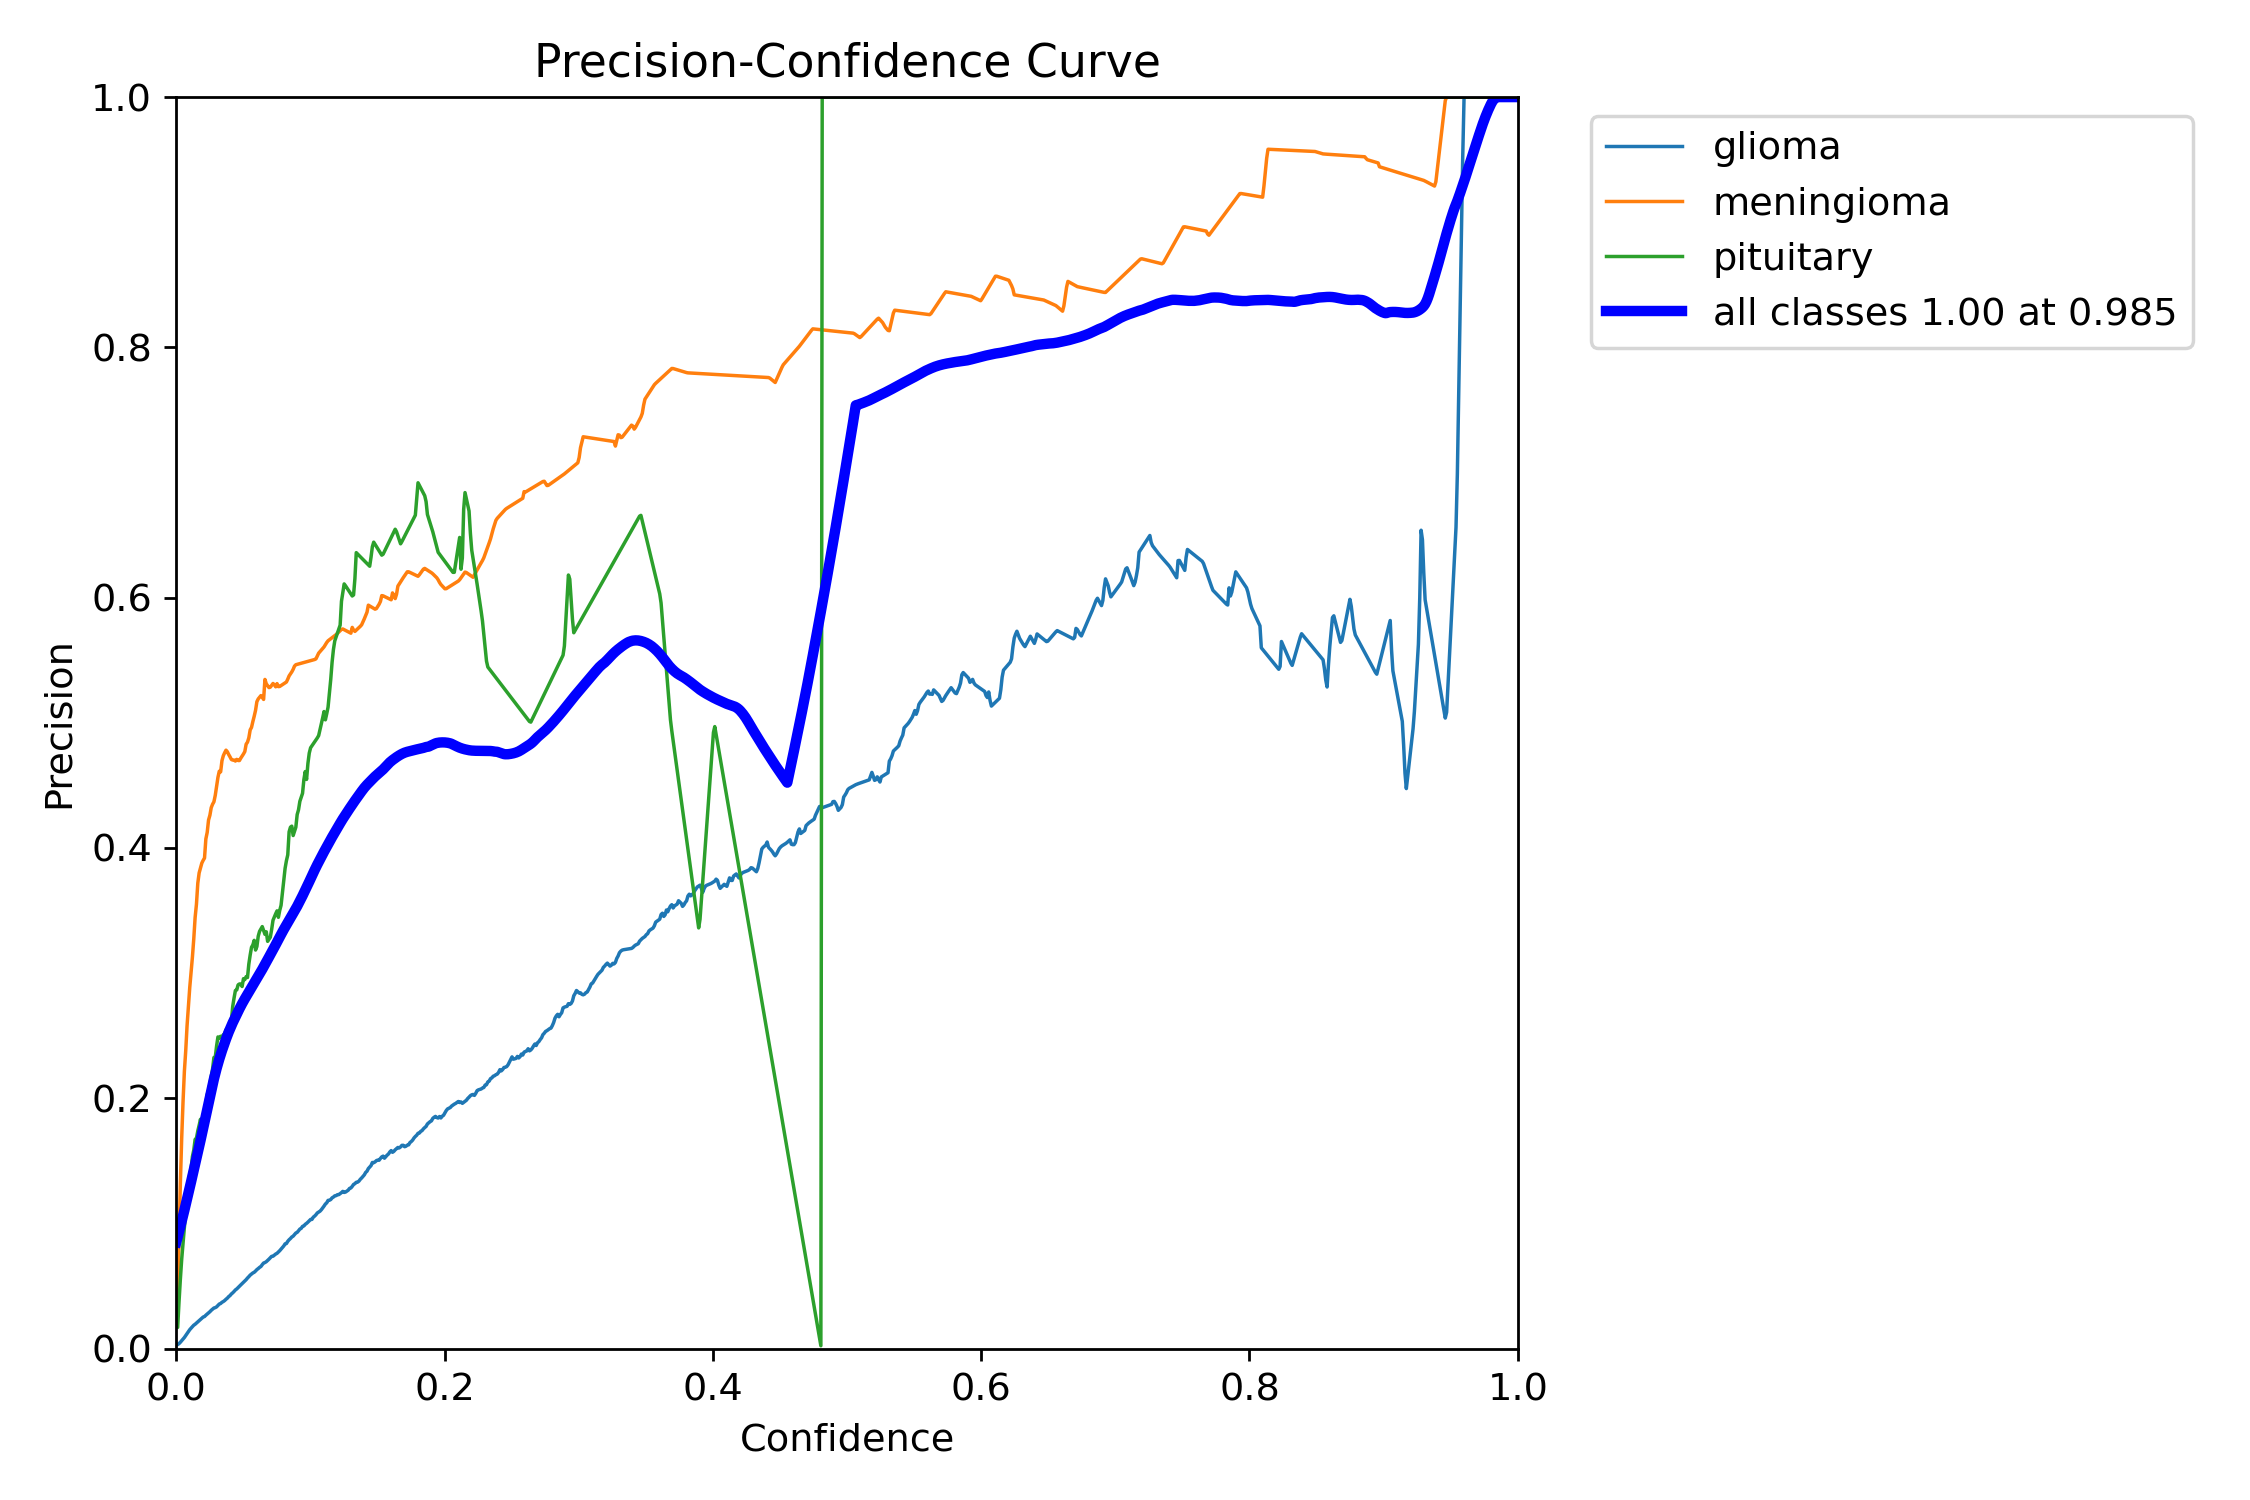 Precision-Confidence Curve
1.0
0.8
0.6
0.4
0.2
0.0
Precision
0.0 0.2 0.4 0.6 0.8 1.0
Confidence
glioma
meningioma
pituitary
all classes 1.00 at 0.985